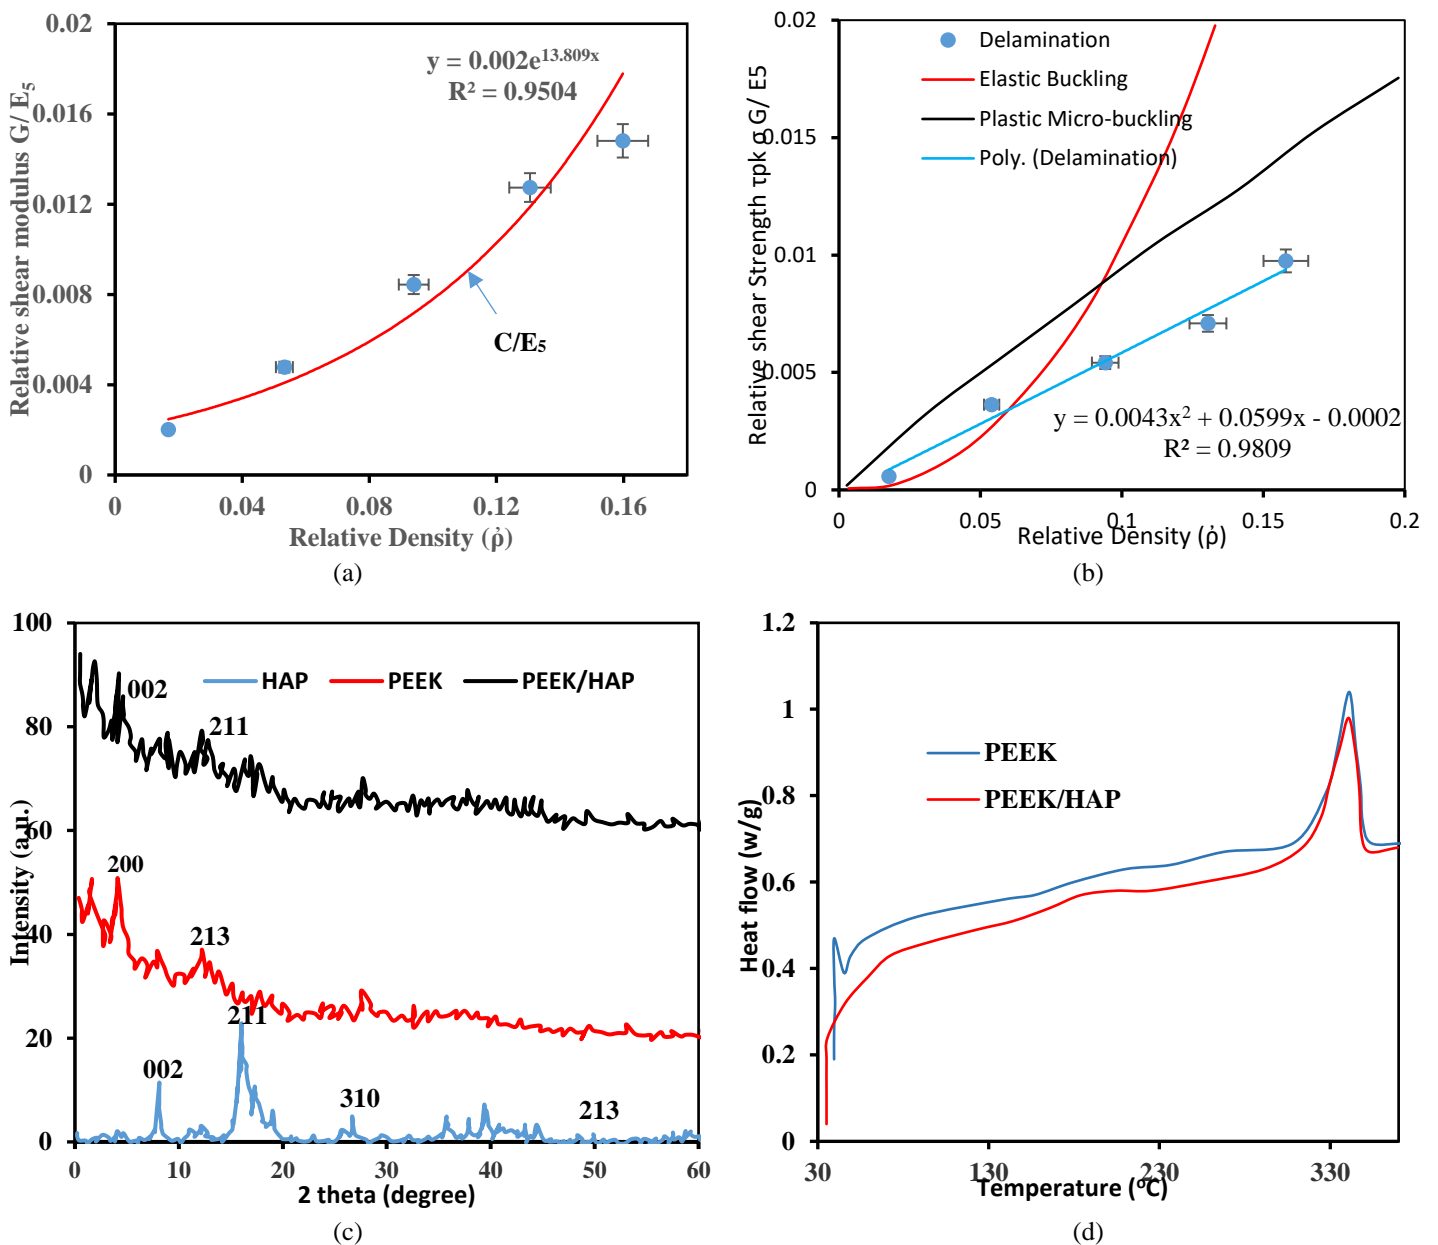 0.02
0.016
0.012
0.008
0.004
0
0
0.04
0.08
0.12
0.16
Relative shear modulus G/ E₅
Relative Density (ρ̉)
y = 0.002e^13.809x
R² = 0.9504
C/E₅
(a)
0.02
0.015
0.01
0.005
0
0
0.05
0.1
0.15
0.2
Relative shear Strength τpk σ G/ E5
Relative Density (ρ̉)
Delamination
Elastic Buckling
Plastic Micro-buckling
Poly. (Delamination)
y = 0.0043x² + 0.0599x - 0.0002
R² = 0.9809
(b)
100
80
60
40
20
0
0
10
20
30
40
50
60
Intensity (a.u.)
2 theta (degree)
HAP
PEEK
PEEK/HAP
002
211
200
213
211
002
310
213
(c)
1.2
1
0.8
0.6
0.4
0.2
0
30
130
230
330
Heat flow (w/g)
Temperature (ºC)
PEEK
PEEK/HAP
(d)